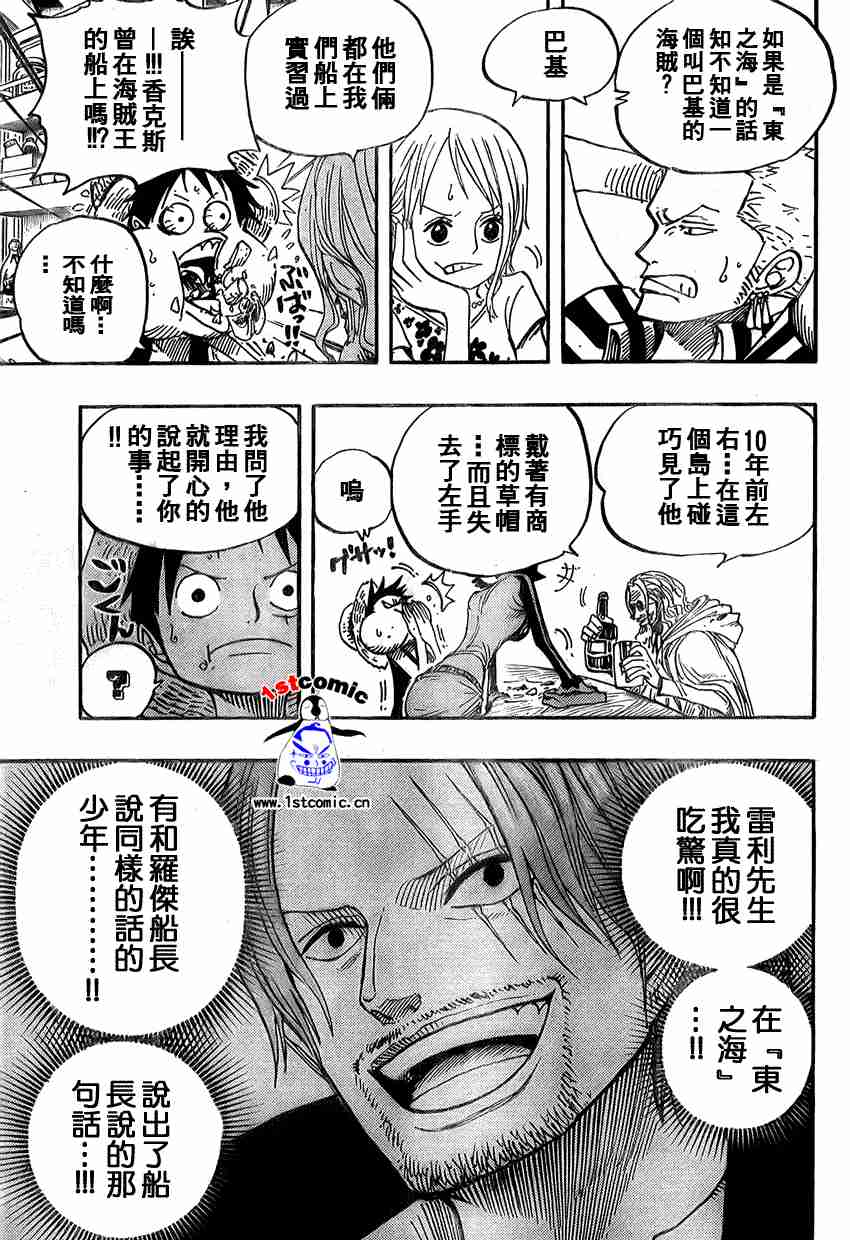 如果是『東
之海』的話
知不知道一
個叫巴基的
海賊?
巴基
他們倆
都在我
們船上
實習過
誒——
—!!!香克斯
曾在海賊王
的船上嗎!!?
什麼啊…
不知道嗎
…
ぶばっ!!
10年前左
右…在這
個島上碰
巧見了他
戴著有商
標的草帽
…而且失
去了左手
嗚
グサッ!
我問了他
理由,他
就開心的
說起了你
的事……
!!
?
1stcomic
www.1stcomic.cn
雷利先生
我真的很
吃驚啊!!!
在『東
之海』
…!!
有和羅傑船長
說同樣的話的
少年…………!!
說出了船
長說的那
句話…!!!